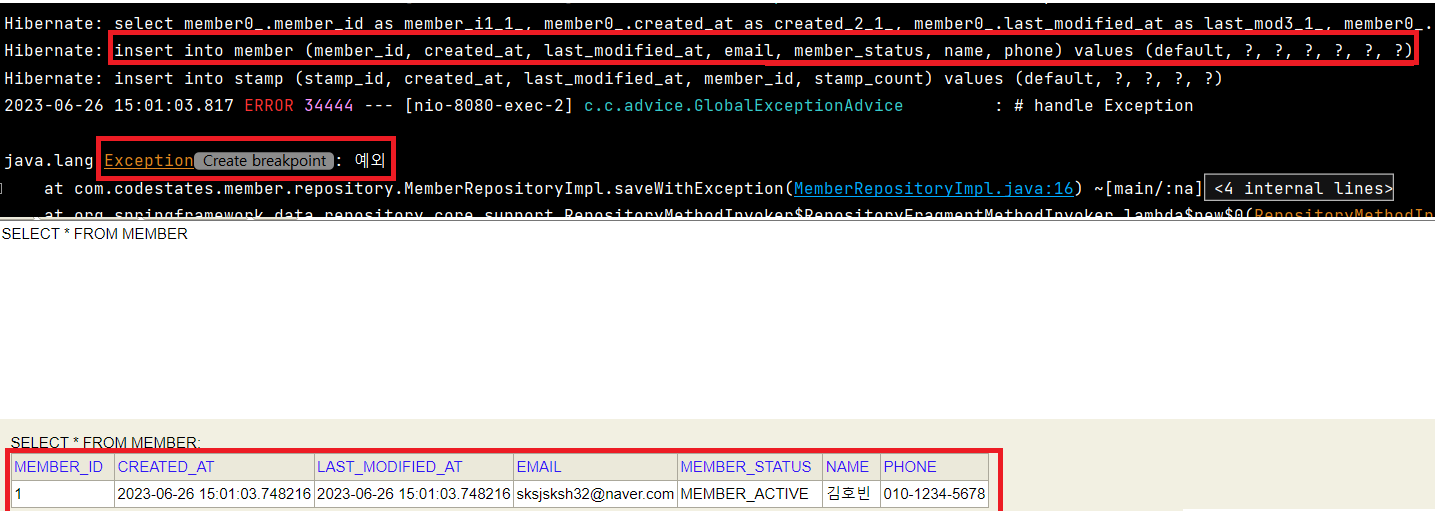 Hibernate: select member0_.member_id as member_i1_1_, member0_.created_at as created_2_1_, member0_.last_modified_at as last_mod3_1_, member0_.
Hibernate: insert into member (member_id, created_at, last_modified_at, email, member_status, name, phone) values (default, ?, ?, ?, ?, ?, ?)
Hibernate: insert into stamp (stamp_id, created_at, last_modified_at, member_id, stamp_count) values (default, ?, ?, ?, ?)
2023-06-26 15:01:03.817 ERROR 34444 --- [nio-8080-exec-2] c.c.advice.GlobalExceptionAdvice : # handle Exception
java.lang Exception Create breakpoint : 예외
at com.codestates.member.repository.MemberRepositoryImpl.saveWithException(MemberRepositoryImpl.java:16) ~[main/:na] <4 internal lines>
at org.springframework.data.repository.core.support.RepositoryMethodInvoker$RepositoryFragmentMethodInvoker.lambda$new$0(RepositoryMethodIn
SELECT * FROM MEMBER
SELECT * FROM MEMBER:
MEMBER_ID CREATED_AT LAST_MODIFIED_AT EMAIL MEMBER_STATUS NAME PHONE
1 2023-06-26 15:01:03.748216 2023-06-26 15:01:03.748216 sksjsksh32@naver.com MEMBER_ACTIVE 김호빈 010-1234-5678